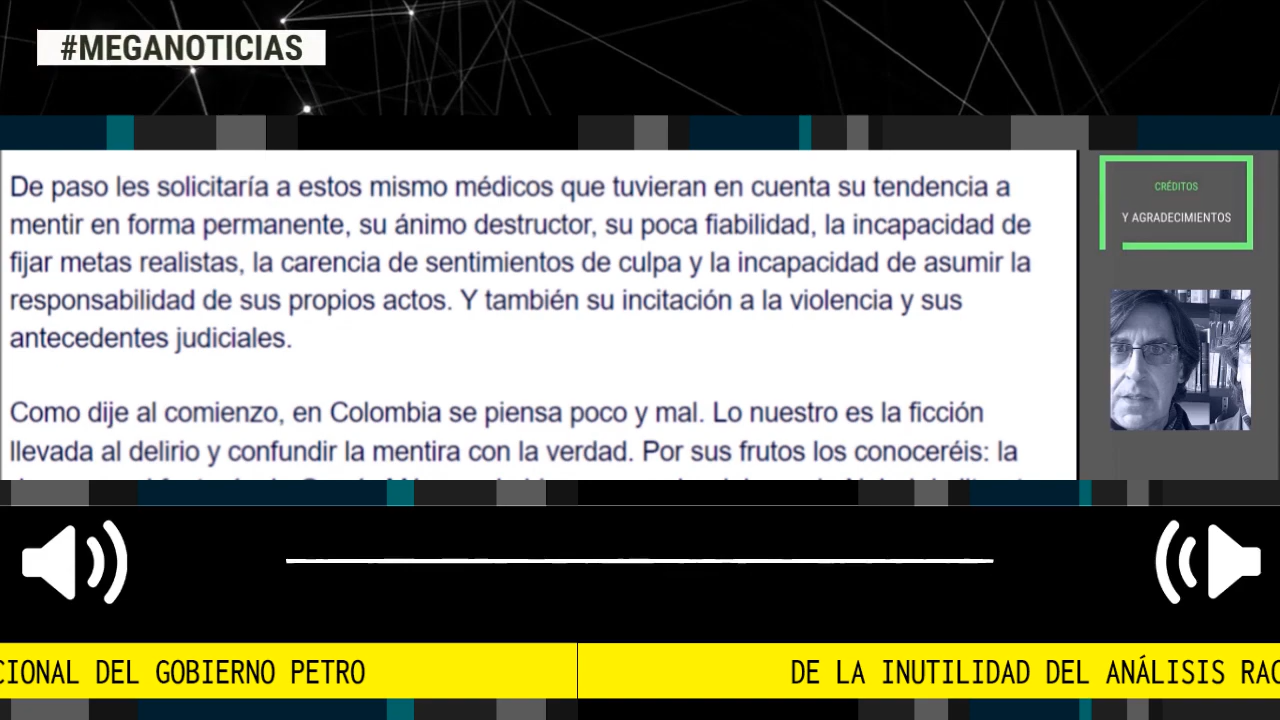 #MEGANOTICIAS
De paso les solicitaría a estos mismo médicos que tuvieran en cuenta su tendencia a
mentir en forma permanente, su ánimo destructor, su poca fiabilidad, la incapacidad de
fijar metas realistas, la carencia de sentimientos de culpa y la incapacidad de asumir la
responsabilidad de sus propios actos. Y también su incitación a la violencia y sus
antecedentes judiciales.
Como dije al comienzo, en Colombia se piensa poco y mal. Lo nuestro es la ficción
llevada al delirio y confundir la mentira con la verdad. Por sus frutos los conoceréis: la
CRÉDITOS
Y AGRADECIMIENTOS
CIONAL DEL GOBIERNO PETRO
DE LA INUTILIDAD DEL ANÁLISIS RAC